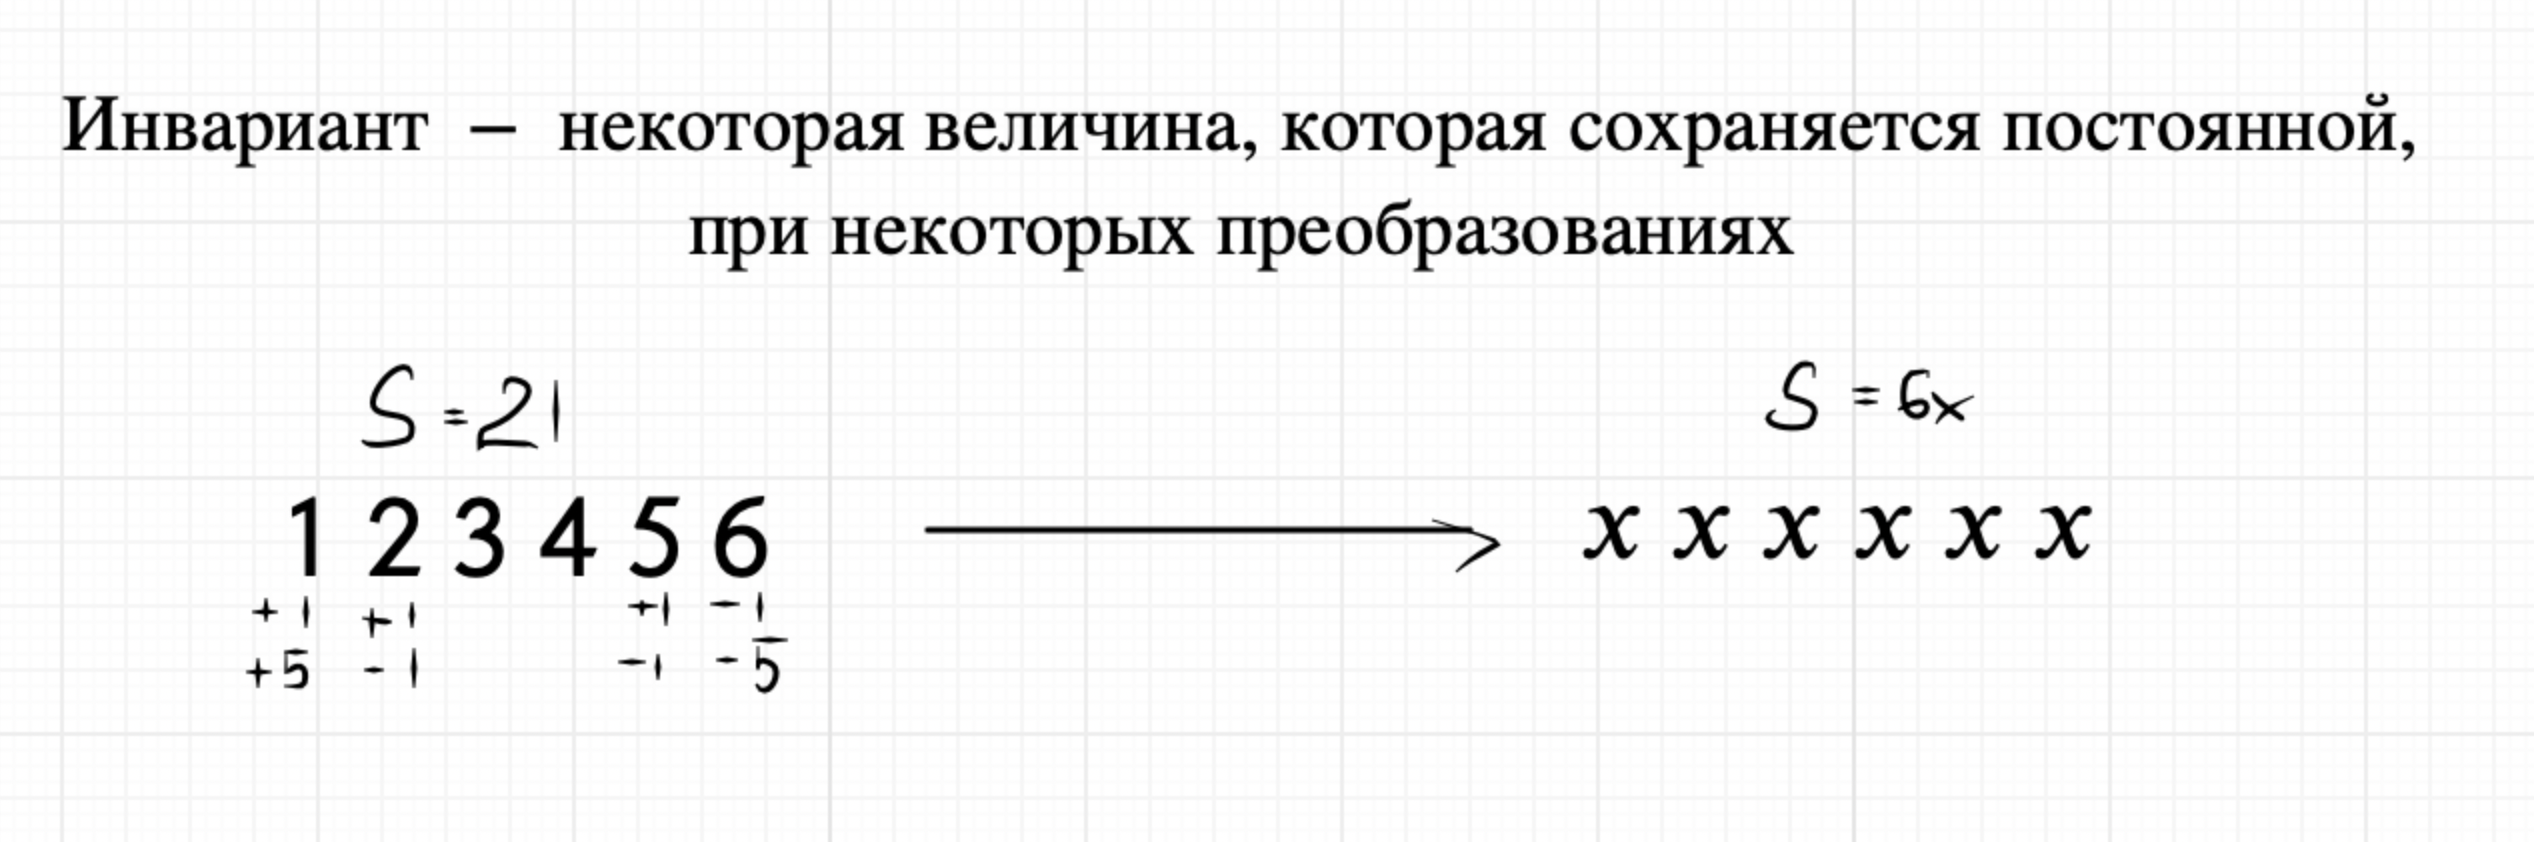 Инвариант – некоторая величина, которая сохраняется постоянной,
при некоторых преобразованиях
S = 21
S = 6x
1 2 3 4 5 6
x x x x x x
+1 +1 +1 -1
+5 -1 -1 -5